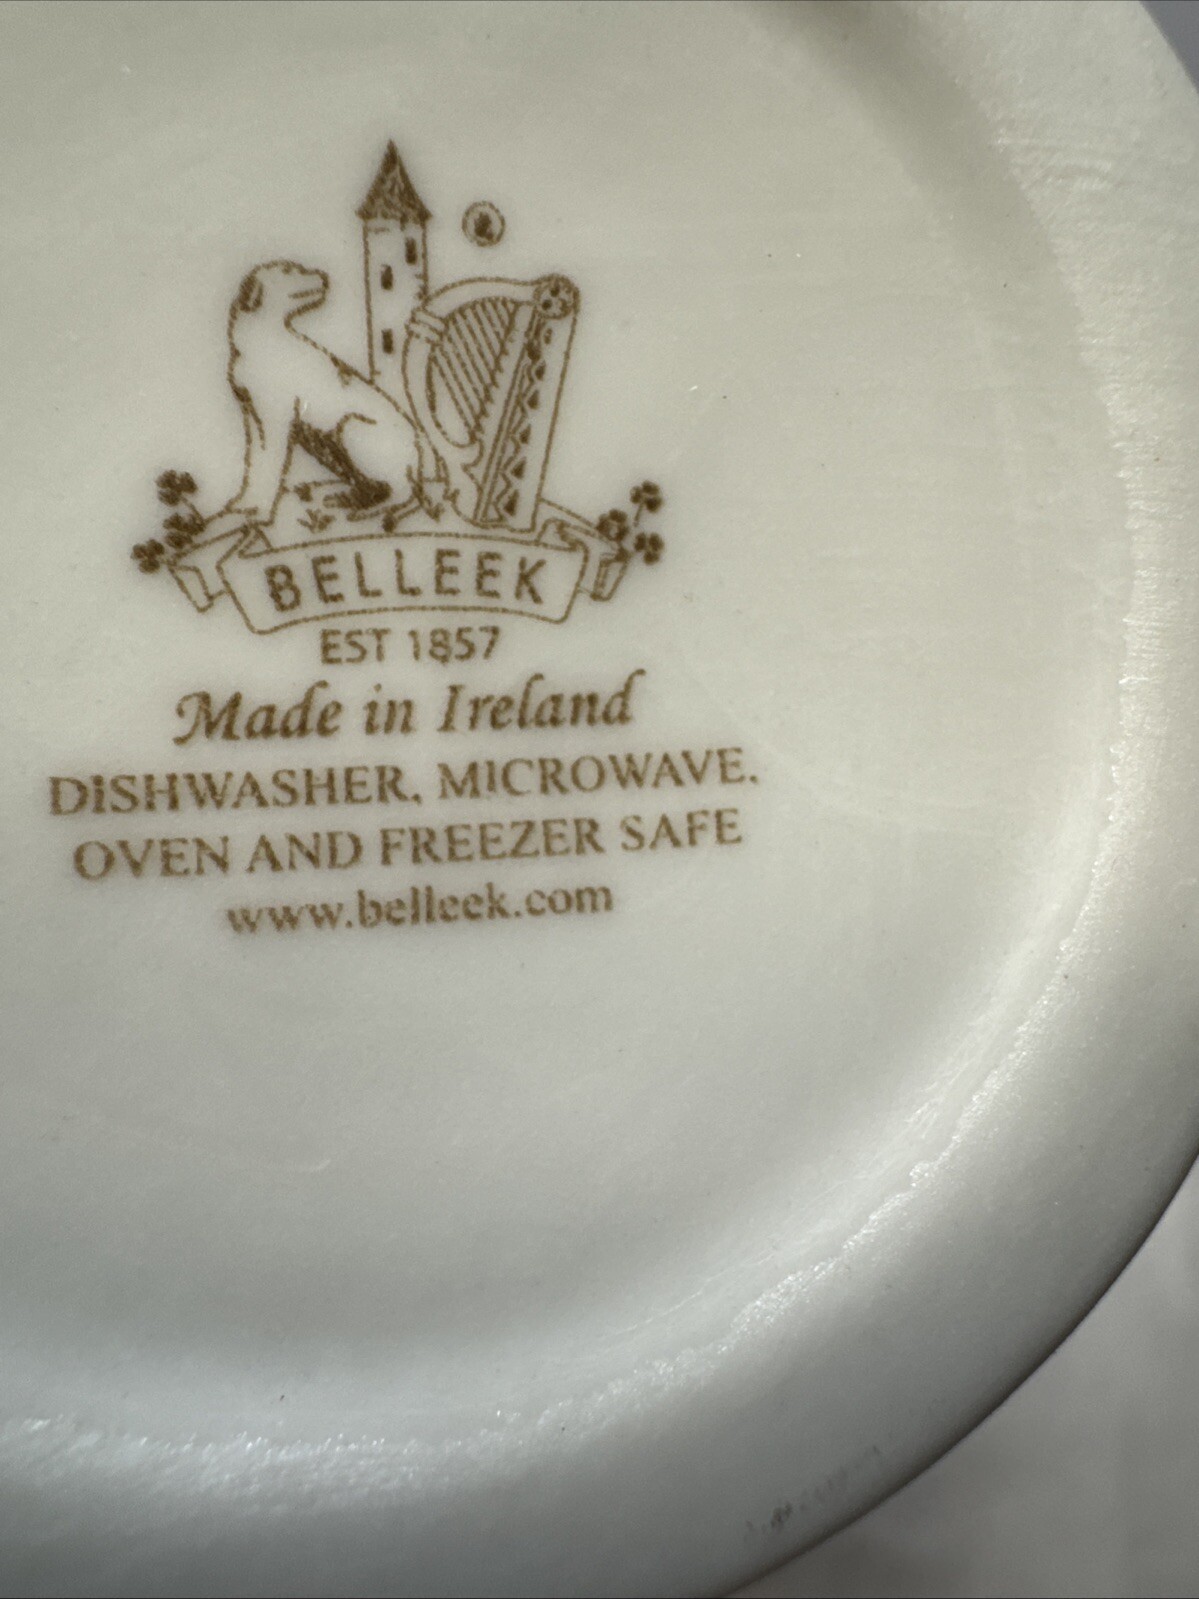 BELLEEK
EST 1857
Made in Ireland
DISHWASHER, MICROWAVE,
OVEN AND FREEZER SAFE
www.belleek.com